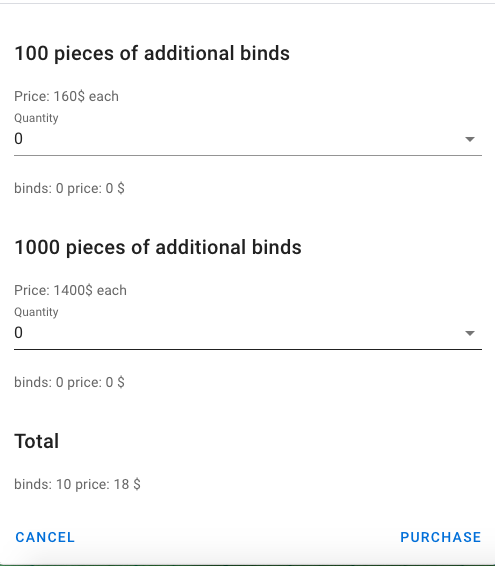 100 pieces of additional binds
Price: 160$ each
Quantity
0
binds: 0 price: 0 $
1000 pieces of additional binds
Price: 1400$ each
Quantity
0
binds: 0 price: 0 $
Total
binds: 10 price: 18 $
CANCEL PURCHASE